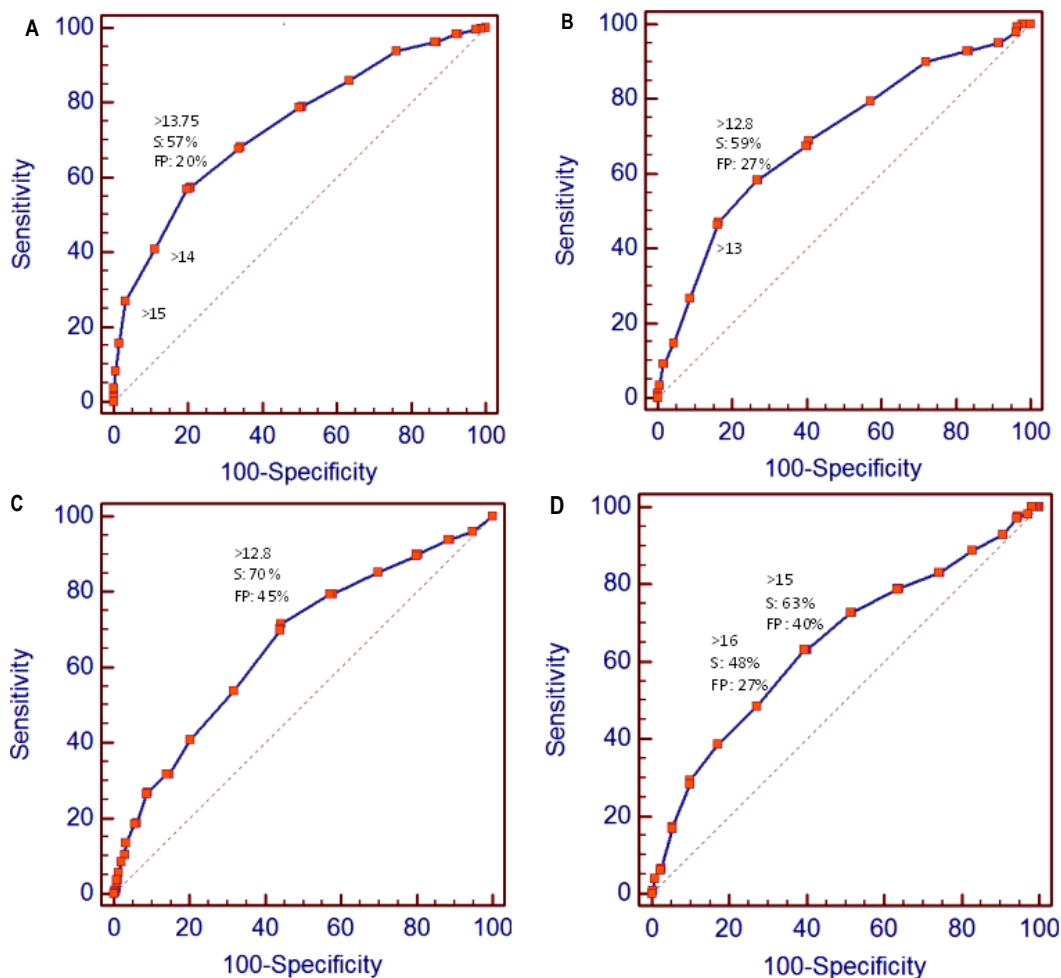 A
100
80
60
40
20
0
Sensitivity
>13.75
S: 57%
FP: 20%
>14
>15
0 20 40 60 80 100
100-Specificity
B
100
80
60
40
20
0
Sensitivity
>12.8
S: 59%
FP: 27%
>13
0 20 40 60 80 100
100-Specificity
C
100
80
60
40
20
0
Sensitivity
>12.8
S: 70%
FP: 45%
0 20 40 60 80 100
100-Specificity
D
100
80
60
40
20
0
Sensitivity
>15
S: 63%
FP: 40%
>16
S: 48%
FP: 27%
0 20 40 60 80 100
100-Specificity